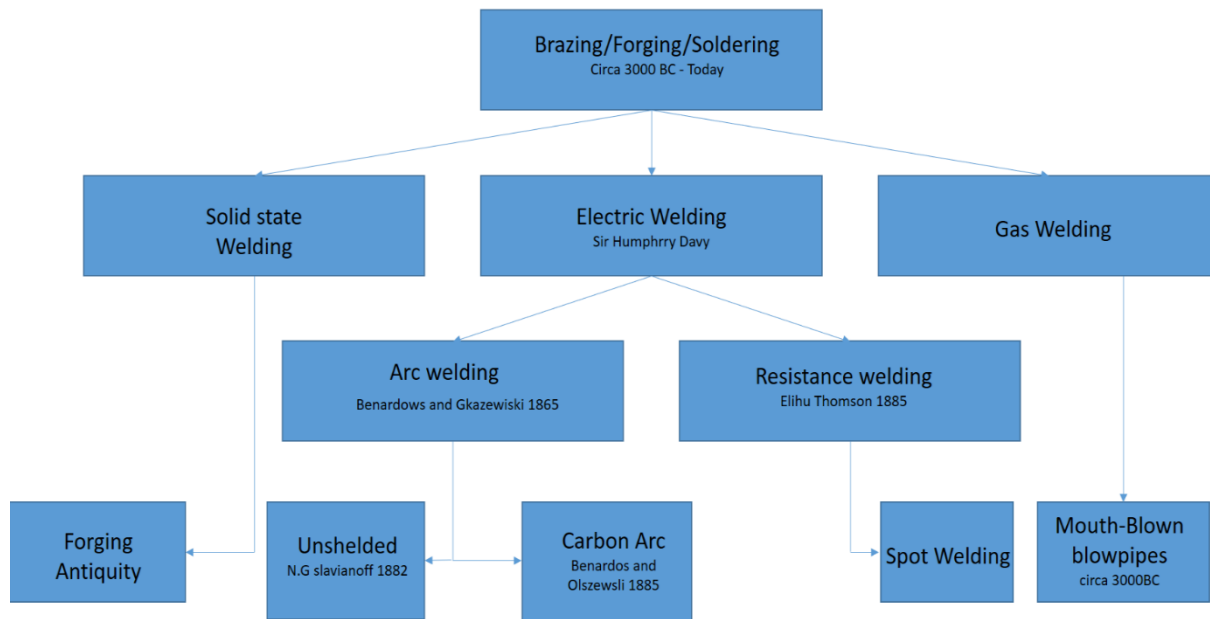 Brazing/Forging/Soldering
Circa 3000 BC - Today
Solid state
Welding
Electric Welding
Sir Humphrry Davy
Gas Welding
Arc welding
Benardows and Gkazewiski 1865
Resistance welding
Elihu Thomson 1885
Forging
Antiquity
Unshelded
N.G slavianoff 1882
Carbon Arc
Benardos and
Olszewsli 1885
Spot Welding
Mouth-Blown
blowpipes
circa 3000BC